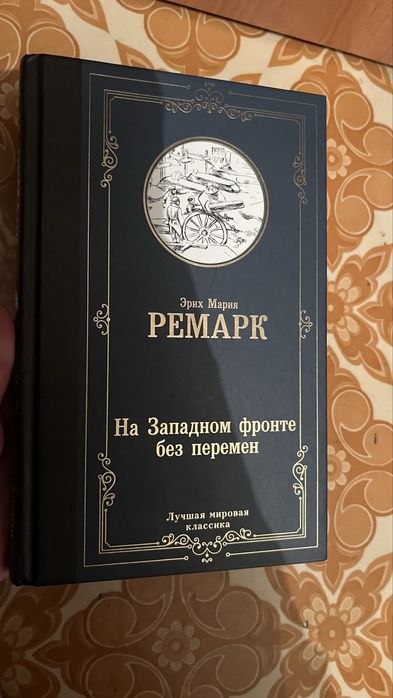 Эрих Мария
РЕМАРК
На Западном фронте
без перемен
Лучшая мировая
классика